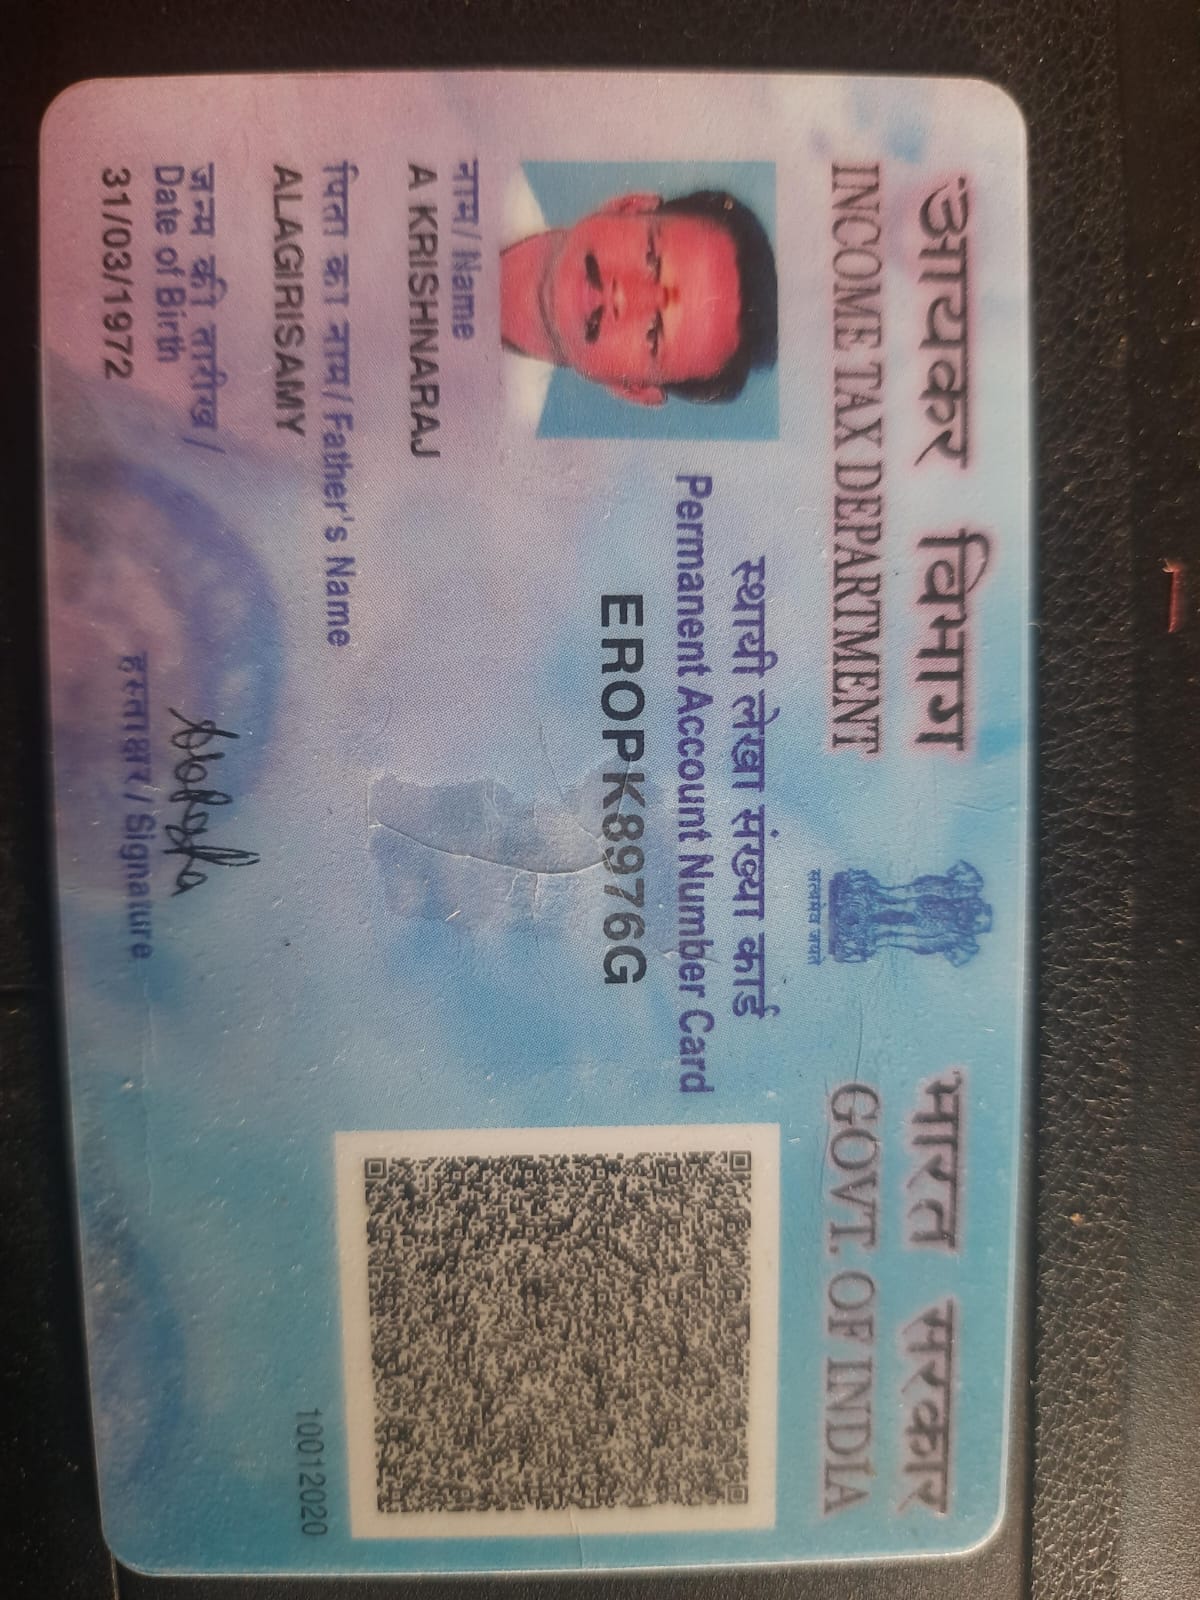 आयकर विभाग
INCOME TAX DEPARTMENT
सत्यमेव जयते
भारत सरकार
GOVT. OF INDIA
स्थायी लेखा संख्या कार्ड
Permanent Account Number Card
EROPK8976G
नाम / Name
A KRISHNARAJ
पिता का नाम / Father's Name
ALAGIRISAMY
जन्म की तारीख /
Date of Birth
31/03/1972
हस्ताक्षर / Signature
10012020